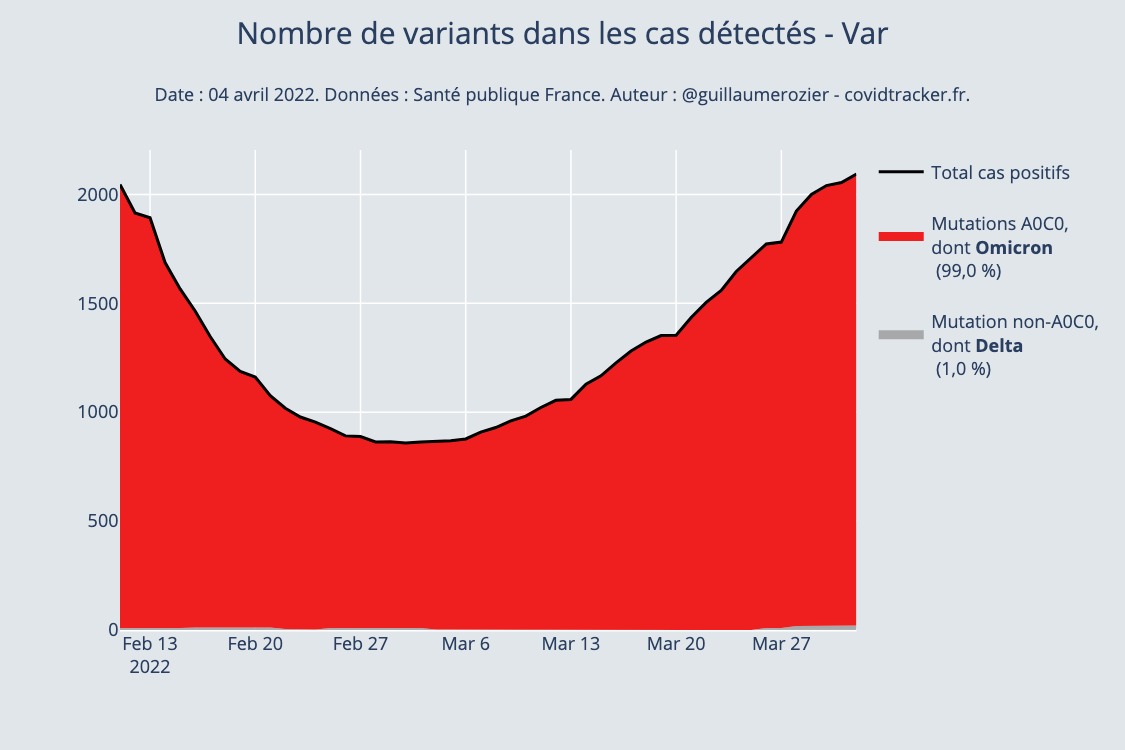 Nombre de variants dans les cas détectés - Var
Date : 04 avril 2022. Données : Santé publique France. Auteur : @guillaumerozier - covidtracker.fr.
2000
1500
1000
500
0
Feb 13
2022
Feb 20
Feb 27
Mar 6
Mar 13
Mar 20
Mar 27
Total cas positifs
Mutations A0C0,
dont Omicron
(99,0 %)
Mutation non-A0C0,
dont Delta
(1,0 %)